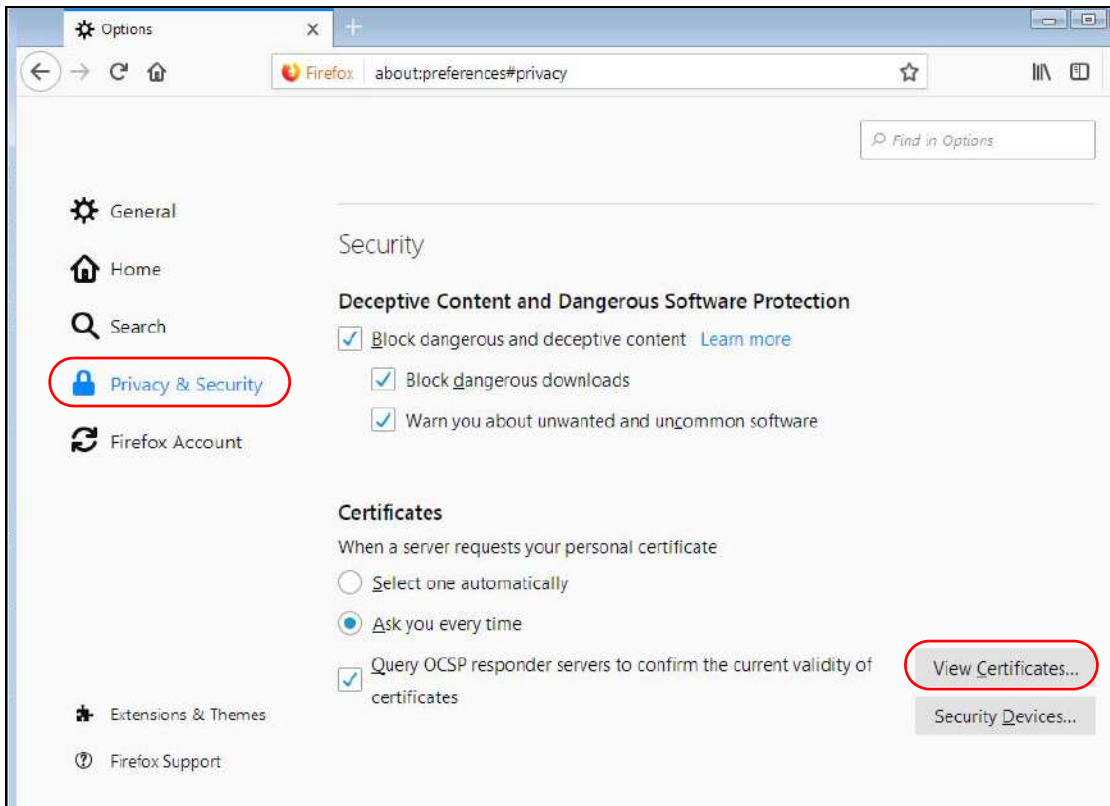 Options
Firefox about:preferences#privacy
Find in Options
General
Home
Search
Privacy & Security
Firefox Account
Extensions & Themes
Firefox Support
Security
Deceptive Content and Dangerous Software Protection
Block dangerous and deceptive content Learn more
Block dangerous downloads
Warn you about unwanted and uncommon software
Certificates
When a server requests your personal certificate
Select one automatically
Ask you every time
Query OCSP responder servers to confirm the current validity of
certificates
View Certificates...
Security Devices...